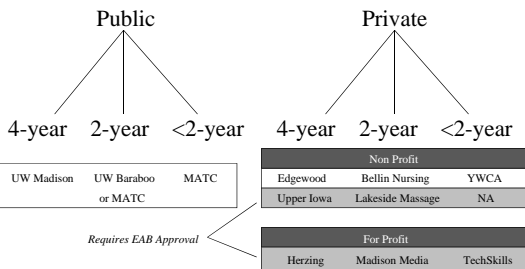 Public Private
4-year 2-year <2-year 4-year 2-year <2-year
Non Profit
UW Madison UW Baraboo MATC Edgewood Bellin Nursing YWCA
or MATC Upper Iowa Lakeside Massage NA
Requires EAB Approval
For Profit
Herzing Madison Media TechSkills